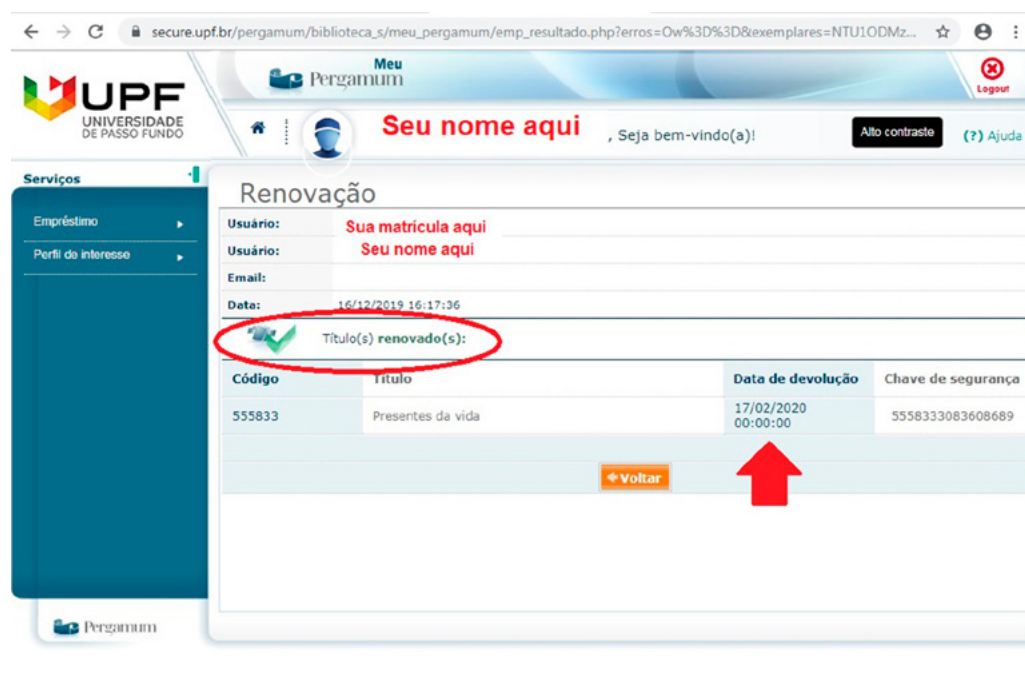 secure.upf.br/pergamum/biblioteca_s/meu_pergamum/emp_resultado.php?erros=Ow%3D%3D&exemplares=NTU1ODMz...
UPF
UNIVERSIDADE
DE PASSO FUNDO
Meu
Pergamum
Logout
Seu nome aqui , Seja bem-vindo(a)!
Alto contraste
(?) Ajuda
Serviços
Empréstimo
Perfil de interesse
Renovação
Usuário: Sua matrícula aqui
Usuário: Seu nome aqui
Email:
Data: 16/12/2019 16:17:36
Título(s) renovado(s):
Código Título Data de devolução Chave de segurança
555833 Presentes da vida 17/02/2020 00:00:00 5558333083608689
Voltar
Pergamum